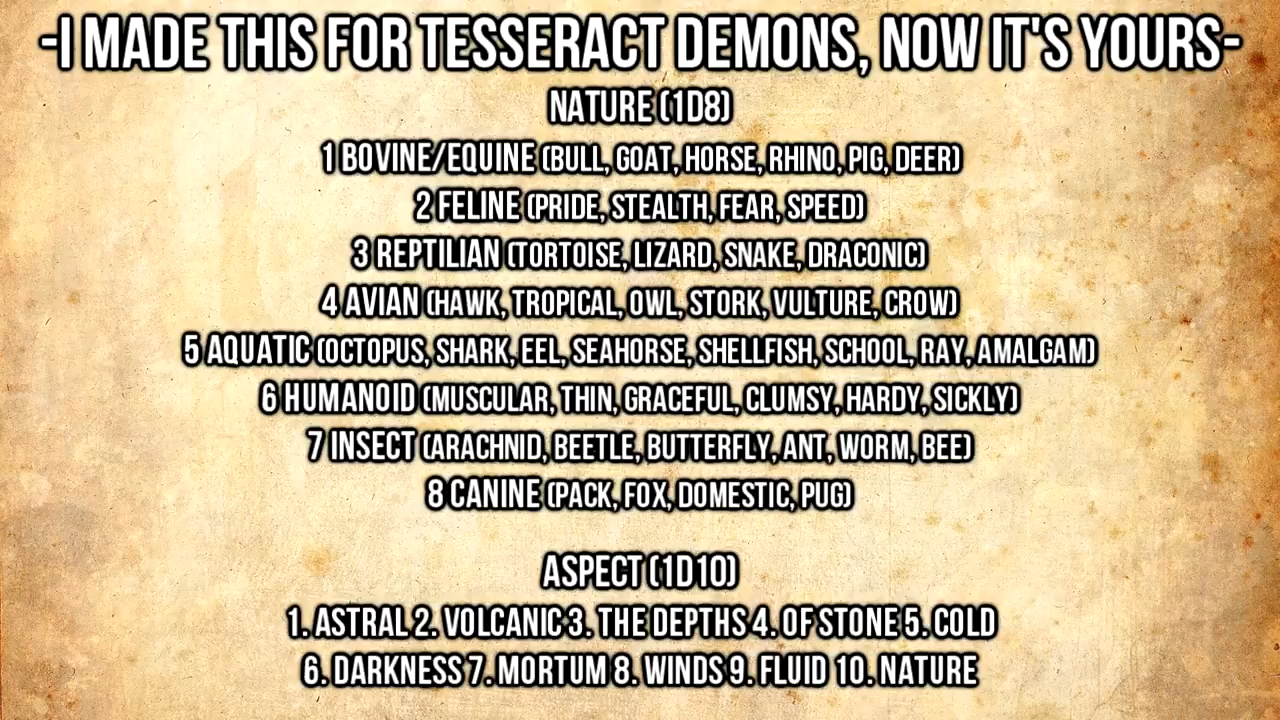 -I MADE THIS FOR TESSERACT DEMONS, NOW IT'S YOURS-
NATURE (1D8)
1 BOVINE/EQUINE (BULL, GOAT, HORSE, RHINO, PIG, DEER)
2 FELINE (PRIDE, STEALTH, FEAR, SPEED)
3 REPTILIAN (TORTOISE, LIZARD, SNAKE, DRACONIC)
4 AVIAN (HAWK, TROPICAL, OWL, STORK, VULTURE, CROW)
5 AQUATIC (OCTOPUS, SHARK, EEL, SEAHORSE, SHELLFISH, SCHOOL, RAY, AMALGAM)
6 HUMANOID (MUSCULAR, THIN, GRACEFUL, CLUMSY, HARDY, SICKLY)
7 INSECT (ARACHNID, BEETLE, BUTTERFLY, ANT, WORM, BEE)
8 CANINE (PACK, FOX, DOMESTIC, PUG)
ASPECT (1D10)
1. ASTRAL 2. VOLCANIC 3. THE DEPTHS 4. OF STONE 5. COLD
6. DARKNESS 7. MORTUM 8. WINDS 9. FLUID 10. NATURE